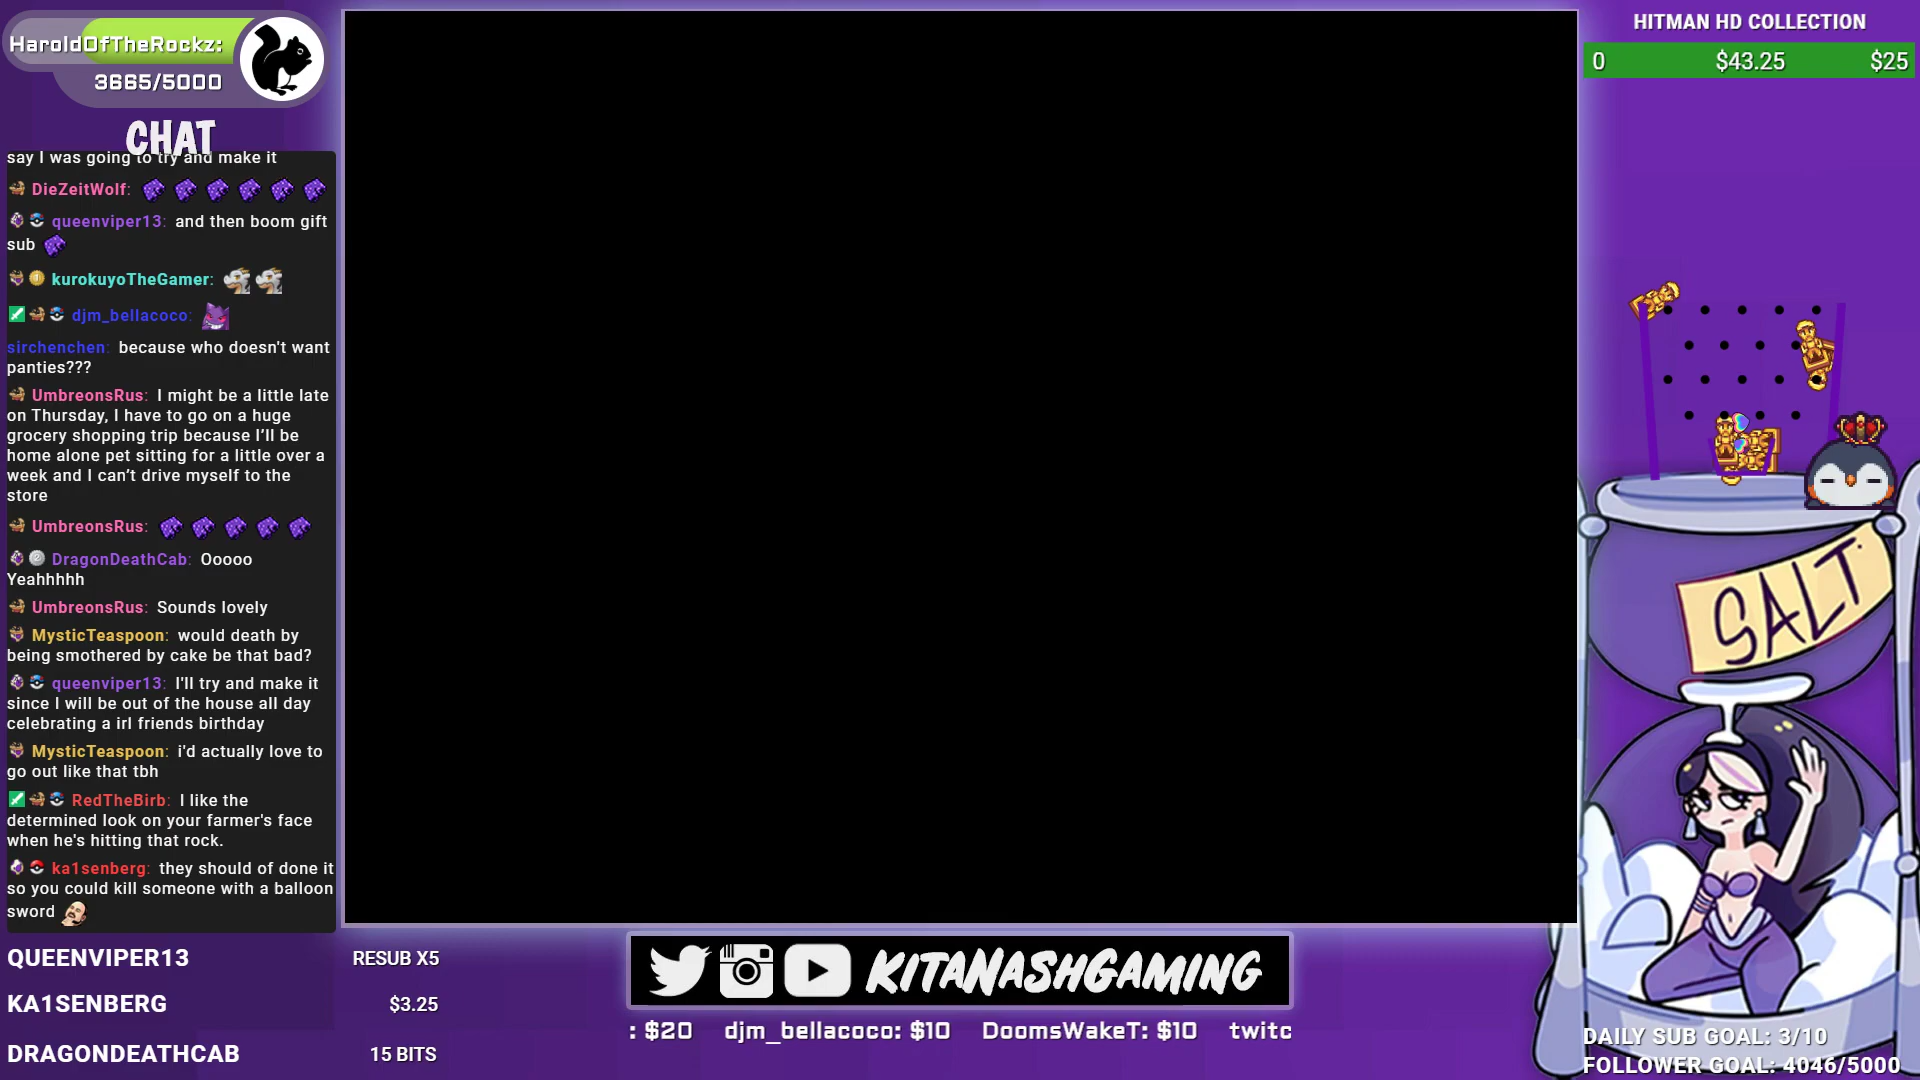 HaroldOfTheRockz:
3665/5000
CHAT
say I was going to try and make it
DieZeitWolf:
queenviper13: and then boom gift
sub
kurokuyoTheGamer:
djm_bellacoco:
sirchenchen: because who doesn't want
panties???
UmbreonsRus: I might be a little late
on Thursday, I have to go on a huge
grocery shopping trip because I’ll be
home alone pet sitting for a little over a
week and I can’t drive myself to the
store
UmbreonsRus:
DragonDeathCab: Ooooo
Yeahhhhh
UmbreonsRus: Sounds lovely
MysticTeaspoon: would death by
being smothered by cake be that bad?
queenviper13: I'll try and make it
since I will be out of the house all day
celebrating a irl friends birthday
MysticTeaspoon: i'd actually love to
go out like that tbh
RedTheBirb: I like the
determined look on your farmer's face
when he's hitting that rock.
ka1senberg: they should of done it
so you could kill someone with a balloon
sword
QUEENVIPER13 RESUB X5
KA1SENBERG $3.25
DRAGONDEATHCAB 15 BITS
KITANASHGAMING
: $20 djm_bellacoco: $10 DoomsWakeT: $10 twitc
HITMAN HD COLLECTION
0 $43.25 $25
SALT
DAILY SUB GOAL: 3/10
FOLLOWER GOAL: 4046/5000